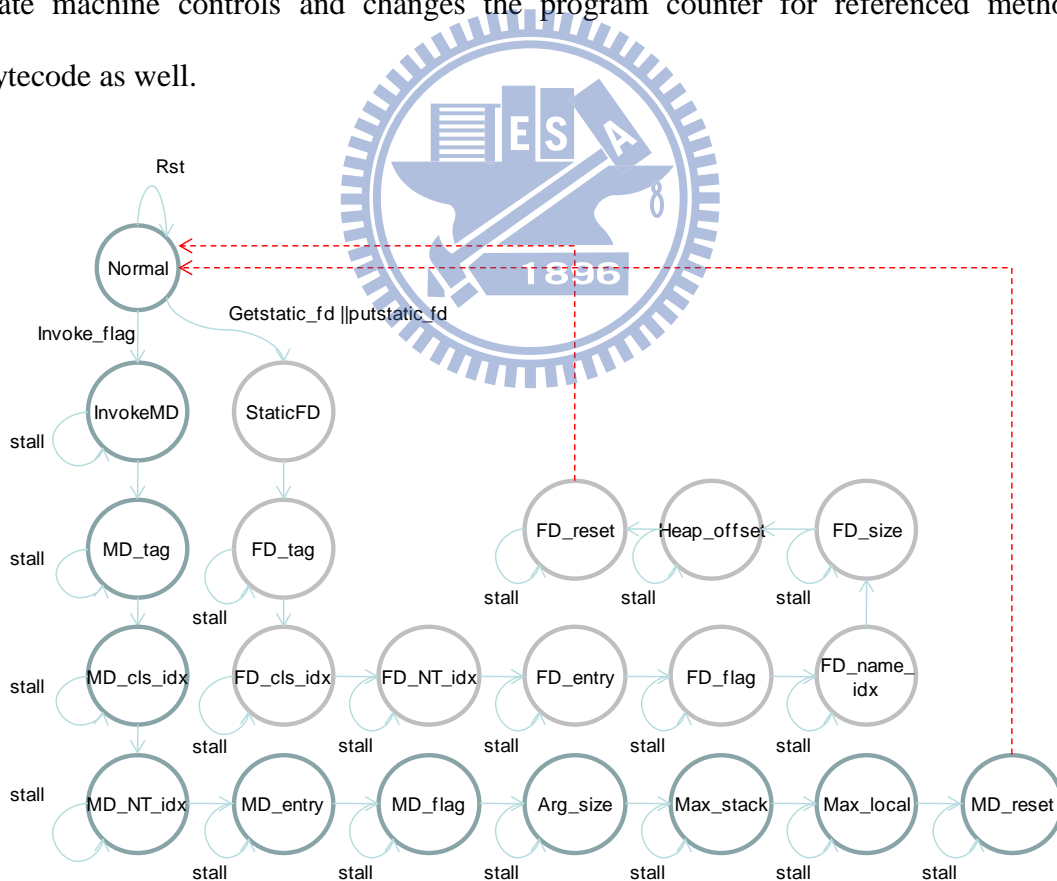 ate machine controls and changes the program counter for referenced metho
ytecode as well.
E S A
1896
Rst
Normal
Getstatic_fd ||putstatic_fd
Invoke_flag
InvokeMD
StaticFD
stall
MD_tag
FD_tag
FD_reset
Heap_offset
FD_size
stall
stall
stall
stall
stall
MD_cls_idx
FD_cls_idx
FD_NT_idx
FD_entry
FD_flag
FD_name_
idx
stall
stall
stall
stall
stall
stall
MD_NT_idx
MD_entry
MD_flag
Arg_size
Max_stack
Max_local
MD_reset
stall
stall
stall
stall
stall
stall
stall